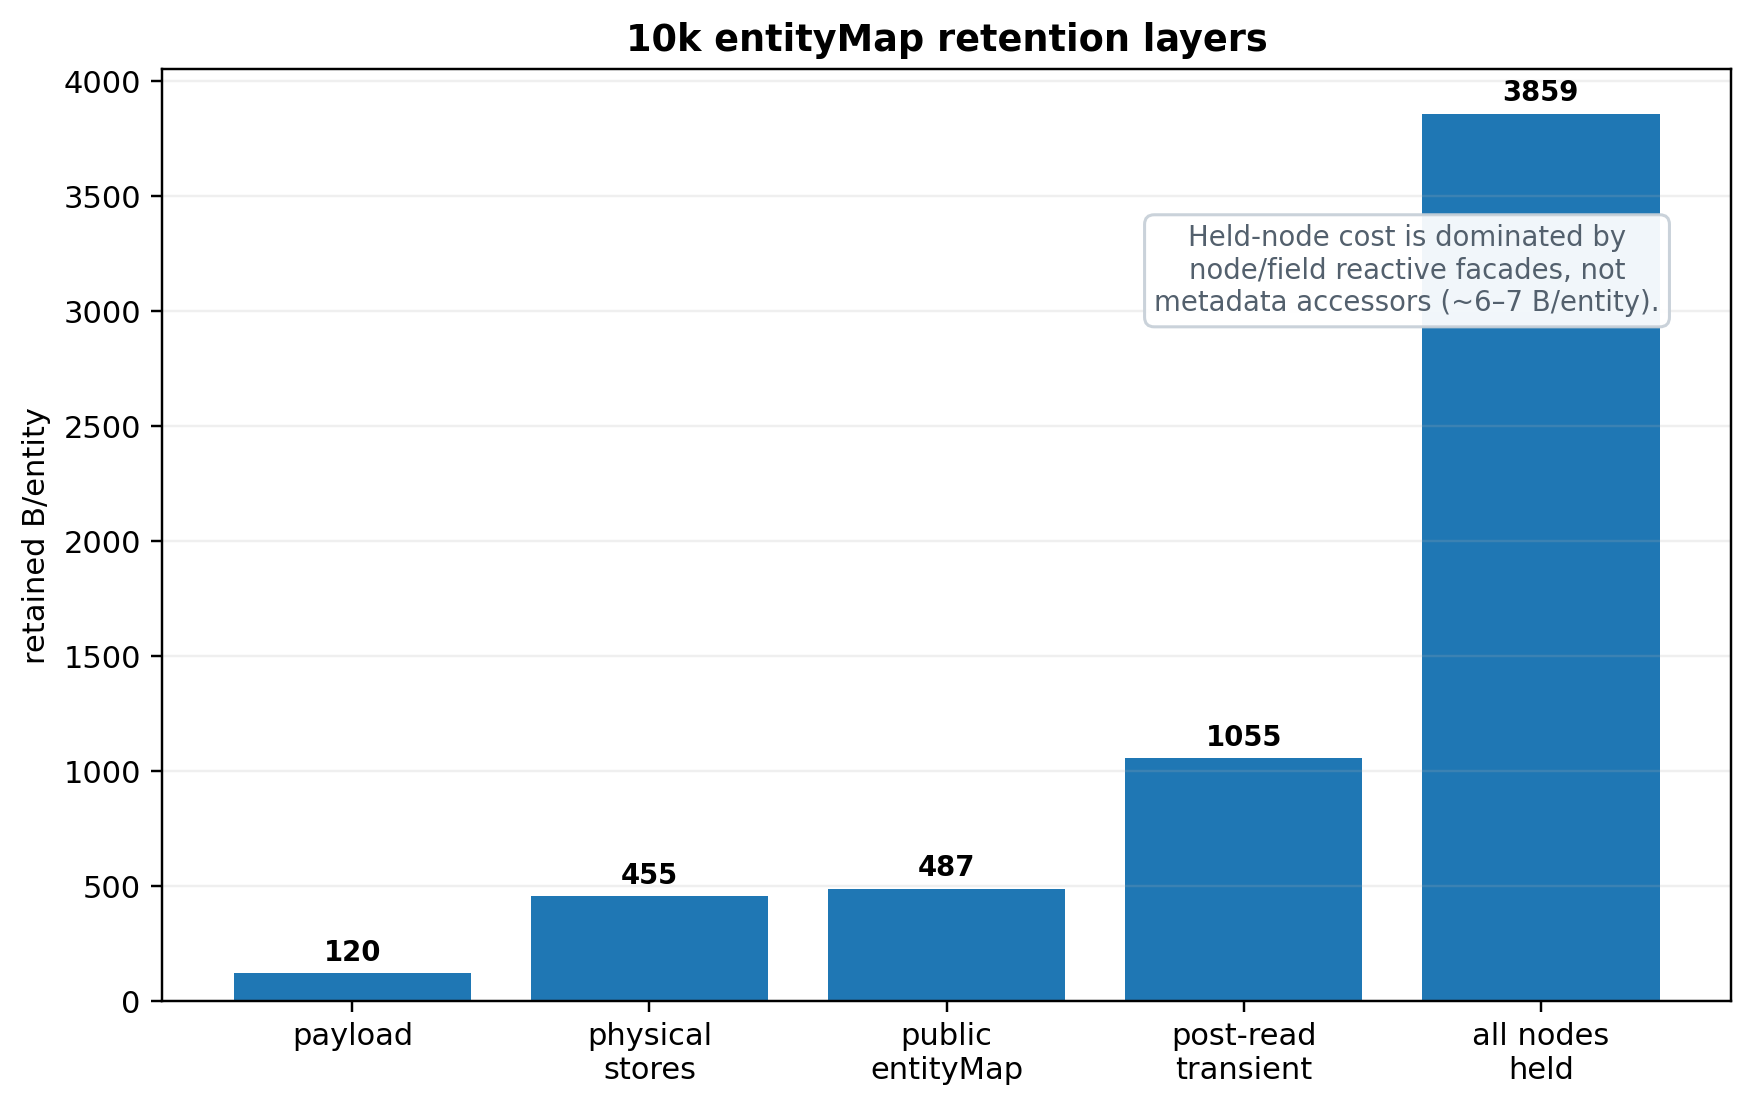 10k entityMap retention layers
retained B/entity
4000
3500
3000
2500
2000
1500
1000
500
0
3859
Held-node cost is dominated by
node/field reactive facades, not
metadata accessors (~6–7 B/entity).
1055
487
455
120
payload
physical
stores
public
entityMap
post-read
transient
all nodes
held